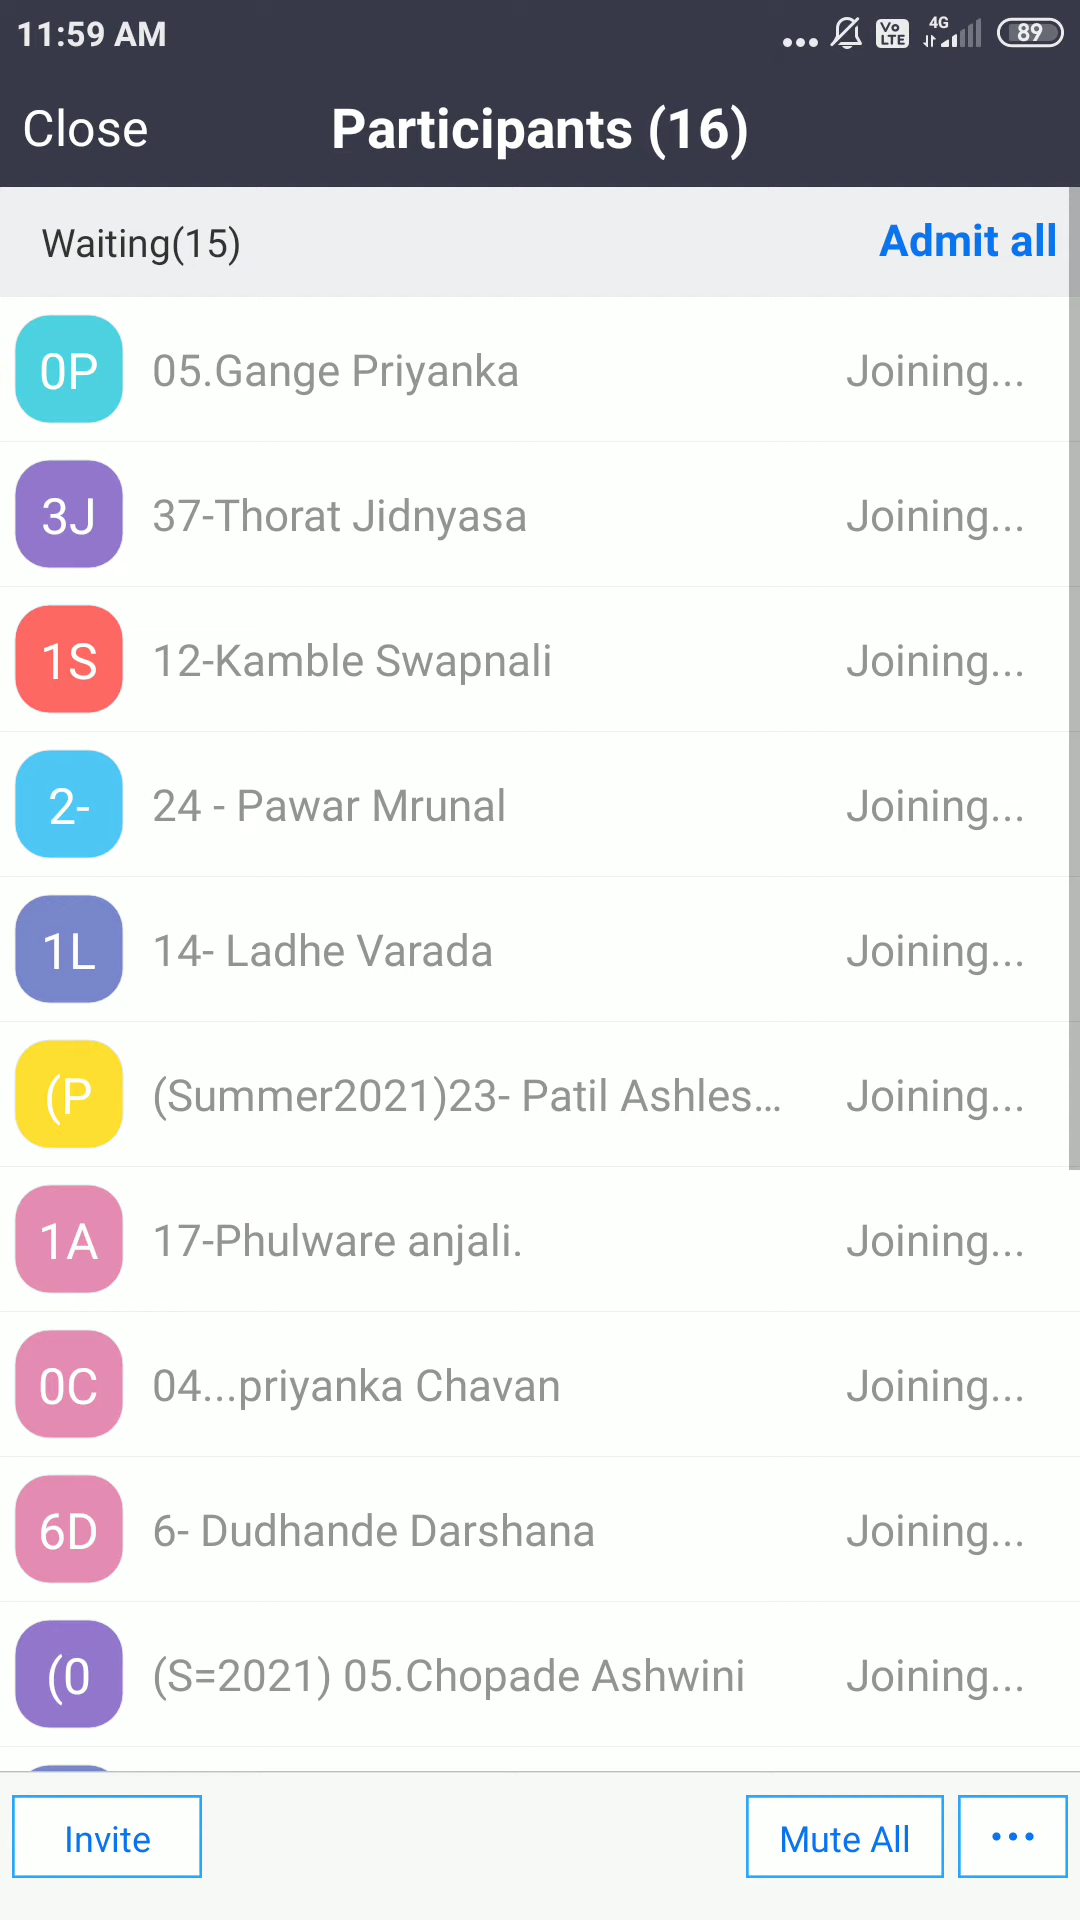 11:59 AM ... Vo LTE 4G 89
Close Participants (16)
Waiting(15) Admit all
0P 05.Gange Priyanka Joining...
3J 37-Thorat Jidnyasa Joining...
1S 12-Kamble Swapnali Joining...
2- 24 - Pawar Mrunal Joining...
1L 14- Ladhe Varada Joining...
(P (Summer2021)23- Patil Ashles... Joining...
1A 17-Phulware anjali. Joining...
0C 04...priyanka Chavan Joining...
6D 6- Dudhande Darshana Joining...
(0 (S=2021) 05.Chopade Ashwini Joining...
Invite Mute All ...